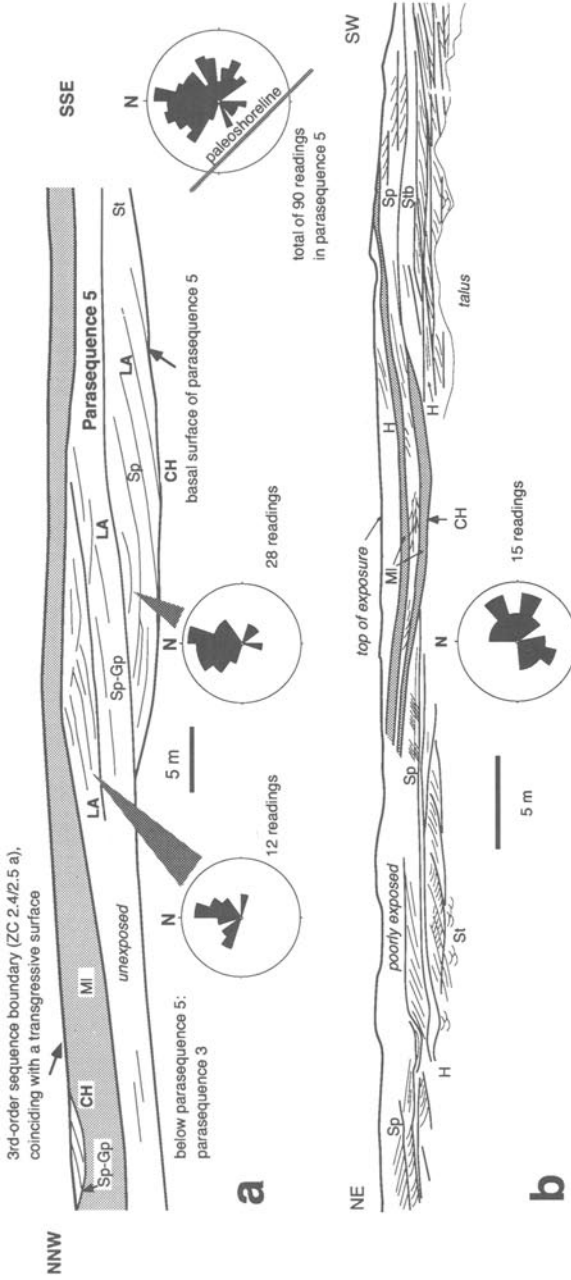 NNW
3rd-order sequence boundary (ZC 2.4/2.5 a),
coinciding with a transgressive surface
SSE
Sp-Gp
CH
Ml
LA
LA
Parasequence 5
unexposed
Sp-Gp
Sp
LA
St
CH
basal surface of parasequence 5
below parasequence 5:
parasequence 3
N
12 readings
5 m
N
28 readings
N
paleoshoreline
total of 90 readings
in parasequence 5
a
NE
SW
top of exposure
poorly exposed
Sp
Sp
Ml
H
Sp
Stb
H
St
CH
H
talus
5 m
N
15 readings
b